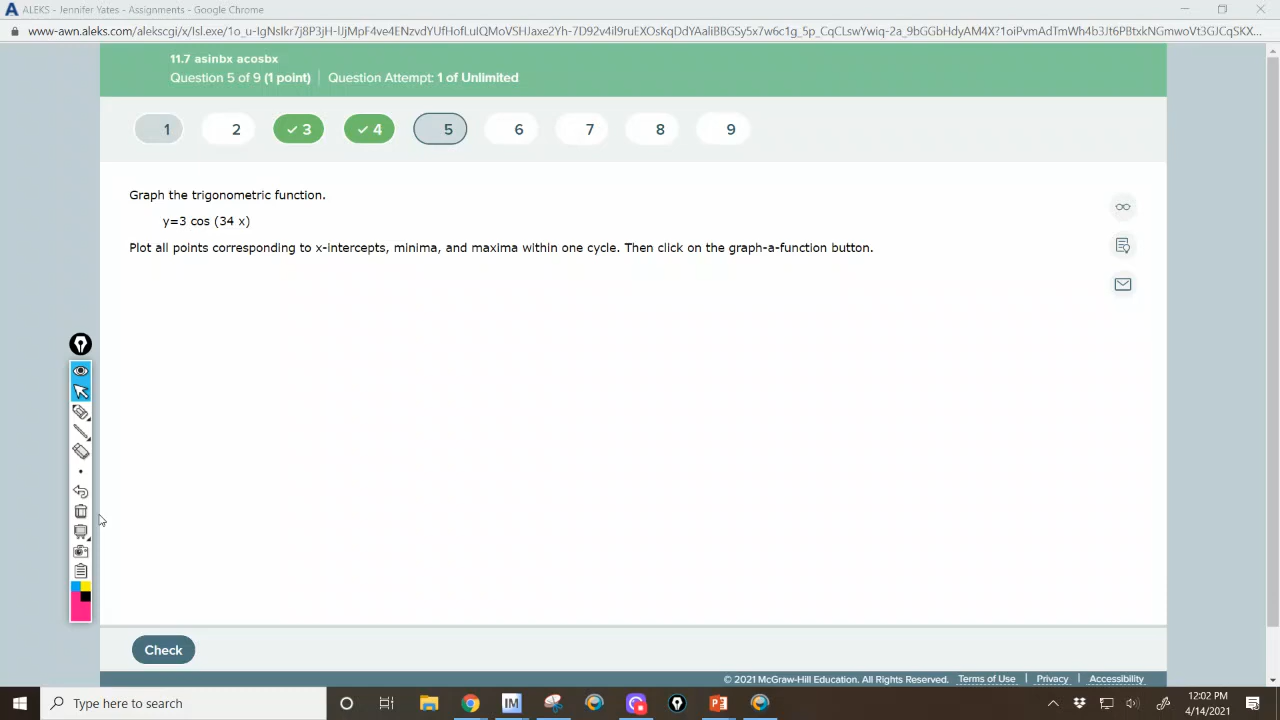 ALEKS - Jennifer Yates - Assignments - Google Chrome
11.7 asinbx acosbx
Question 5 of 9 (1 point) | Question Attempt: 1 of Unlimited
1 2 ✓ 3 ✓ 4 5 6 7 8 9
Graph the trigonometric function.
y=3 cos (34 x)
Plot all points corresponding to x-intercepts, minima, and maxima within one cycle. Then click on the graph-a-function button.
Check
© 2021 McGraw-Hill Education. All Rights Reserved. Terms of Use | Privacy | Accessibility
Type here to search
IM
12:02 PM
4/14/2021